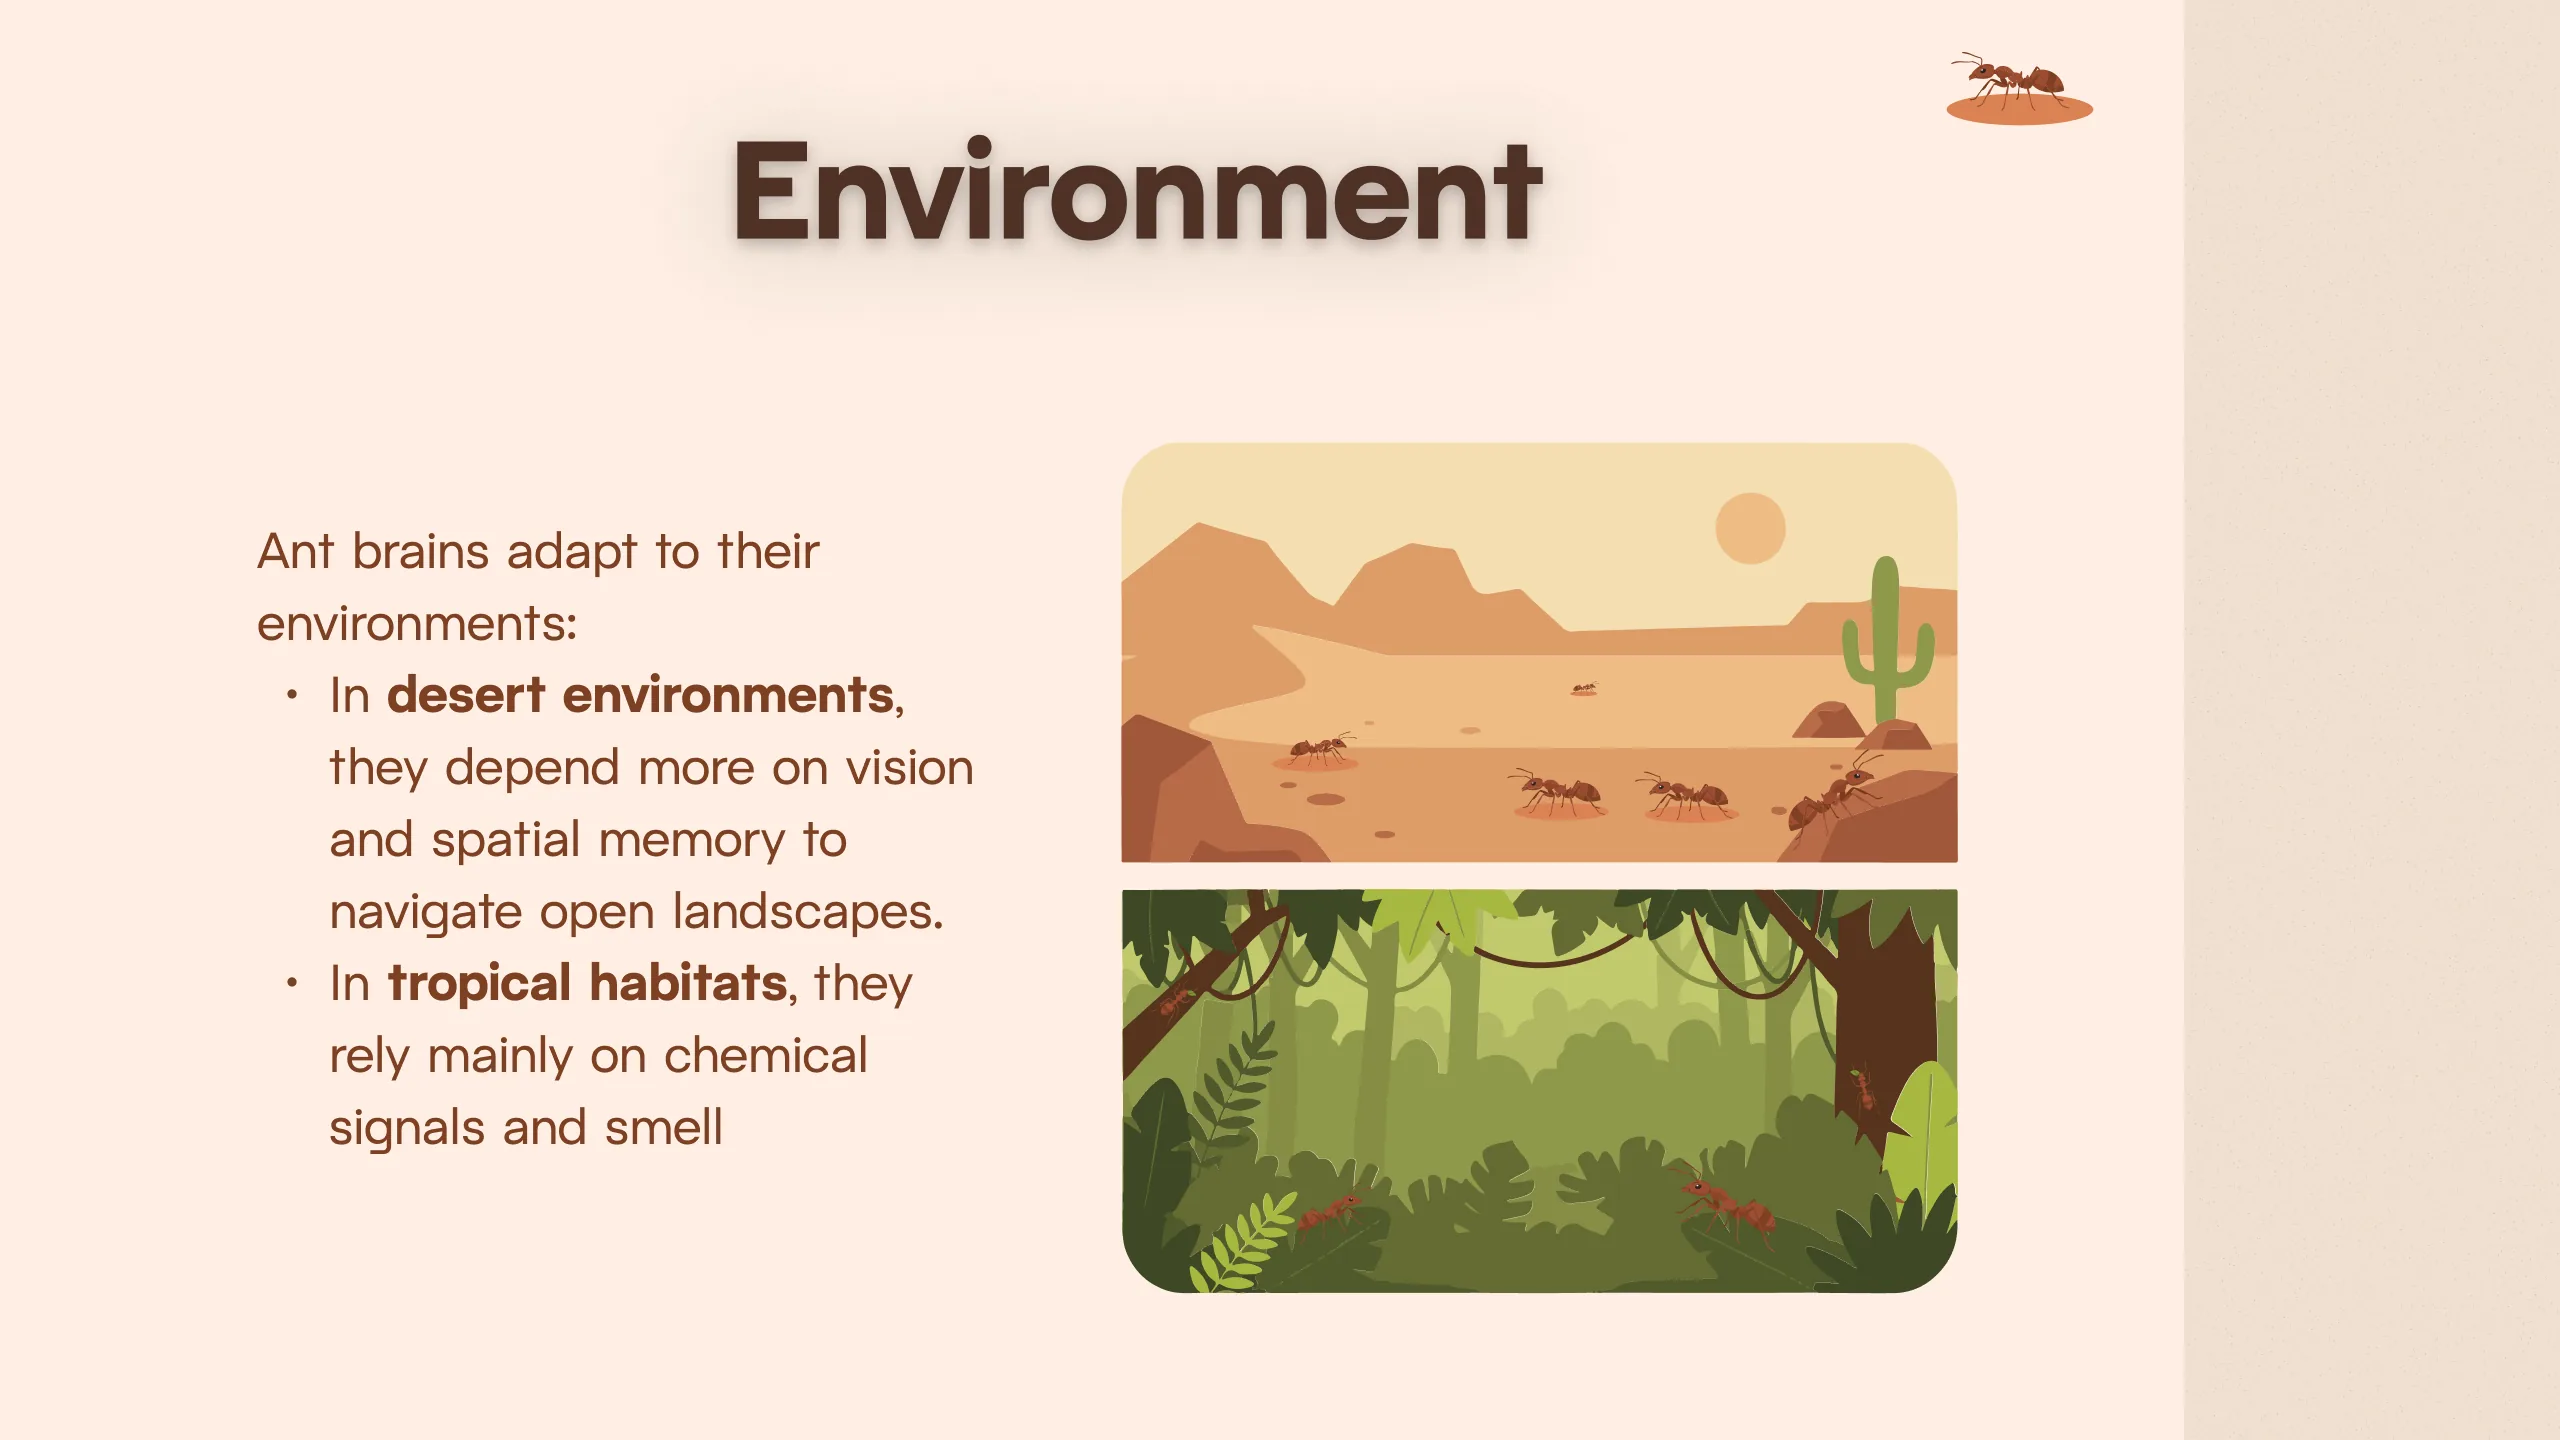 Environment
Ant brains adapt to their
environments:
• In desert environments,
they depend more on vision
and spatial memory to
navigate open landscapes.
• In tropical habitats, they
rely mainly on chemical
signals and smell